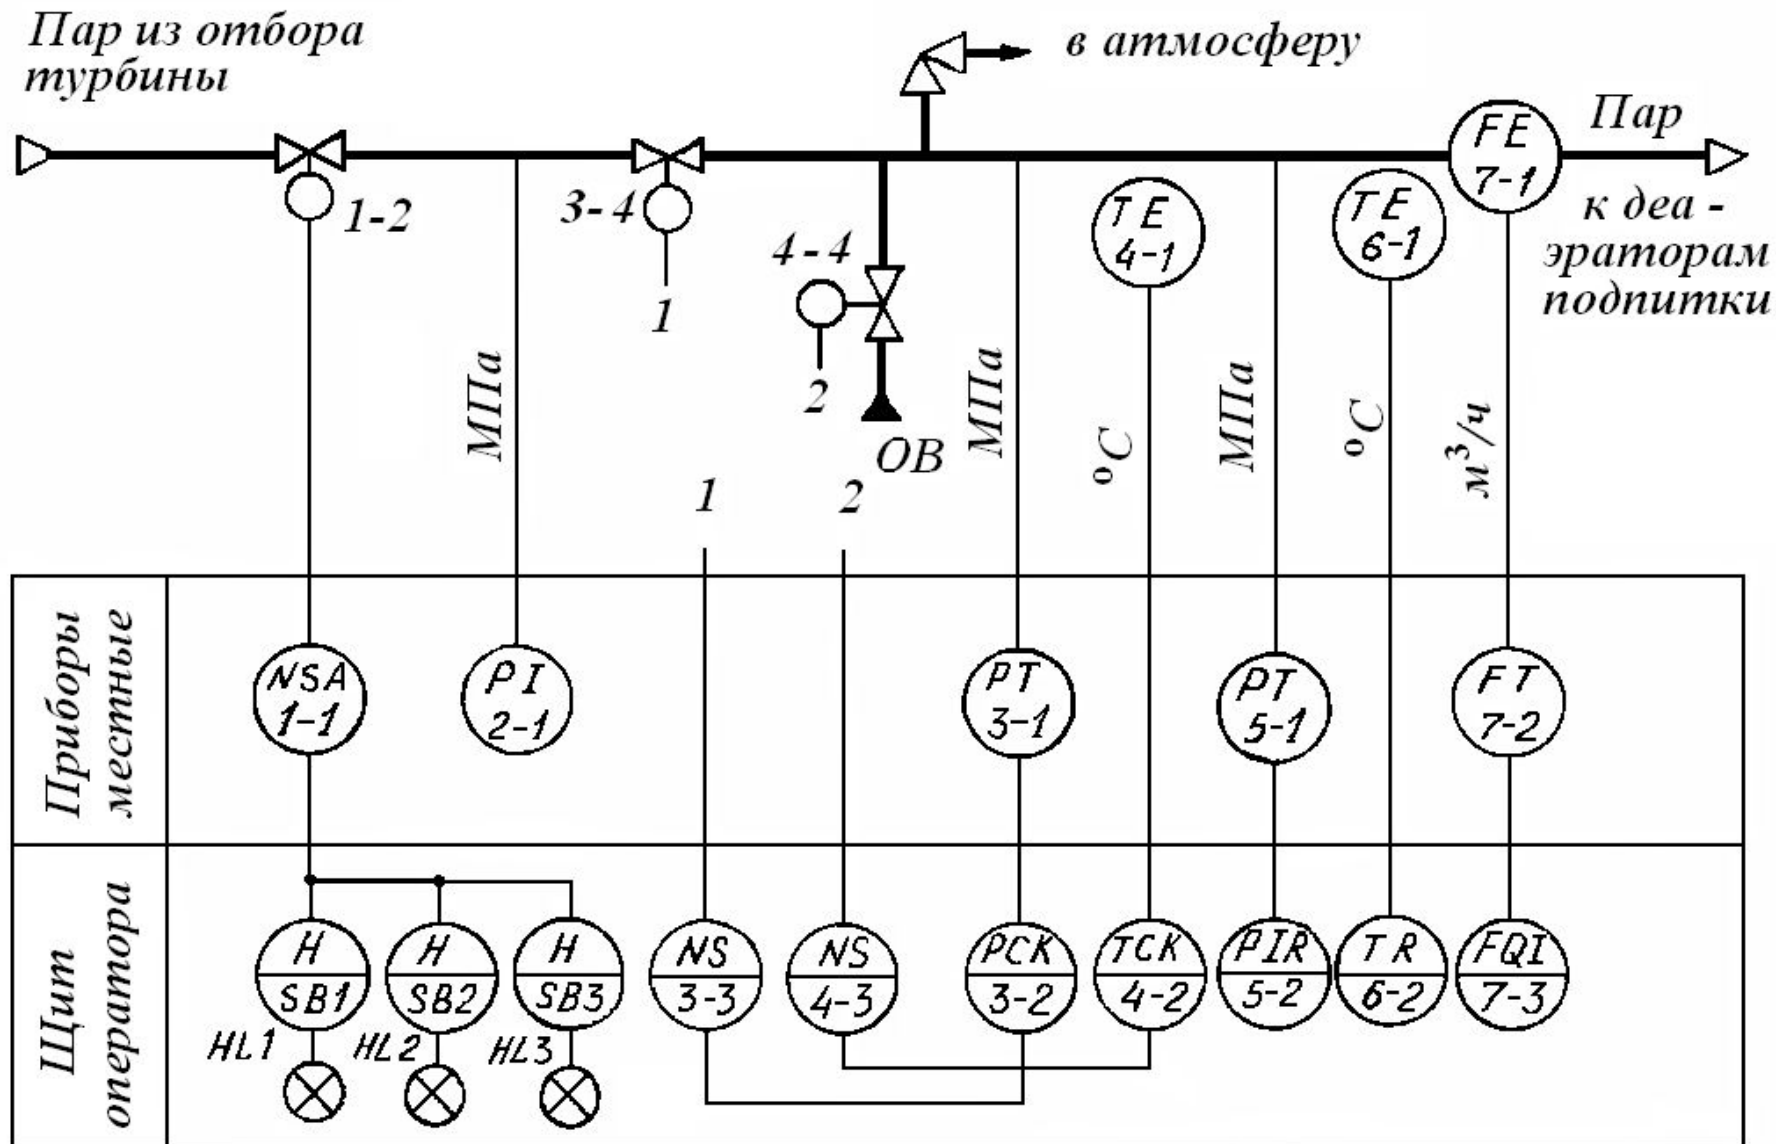 Пар из отбора
турбины
в атмосферу
Пар
к деа -
эраторам
подпитки
FE
7-1
1-2
3-4
1
4-4
2
ОВ
TE
4-1
TE
6-1
МПа
МПа
°C
МПа
°C
м³/ч
1
2
Приборы
местные
NSA
1-1
PI
2-1
PT
3-1
PT
5-1
FT
7-2
Щит
оператора
H
SB1
H
SB2
H
SB3
NS
3-3
NS
4-3
PCK
3-2
TCK
4-2
PIR
5-2
TR
6-2
FQI
7-3
HL1
HL2
HL3